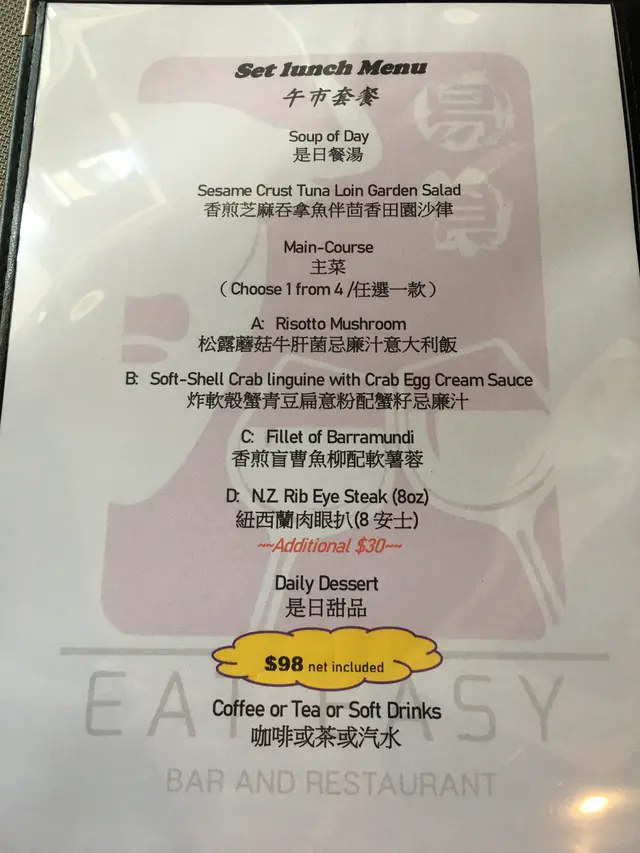 Set lunch Menu
午市套餐
Soup of Day
是日餐湯
Sesame Crust Tuna Loin Garden Salad
香煎芝麻吞拿魚伴茴香田園沙律
Main-Course
主菜
（Choose 1 from 4 /任選一款）
A: Risotto Mushroom
松露蘑菇牛肝菌忌廉汁意大利飯
B: Soft-Shell Crab linguine with Crab Egg Cream Sauce
炸軟殼蟹青豆扁意粉配蟹籽忌廉汁
C: Fillet of Barramundi
香煎盲曹魚柳配軟薯蓉
D: N.Z. Rib Eye Steak (8oz)
紐西蘭肉眼扒(8 安士)
~~Additional $30~~
Daily Dessert
是日甜品
$98 net included
Coffee or Tea or Soft Drinks
咖啡或茶或汽水
EAT EASY
BAR AND RESTAURANT